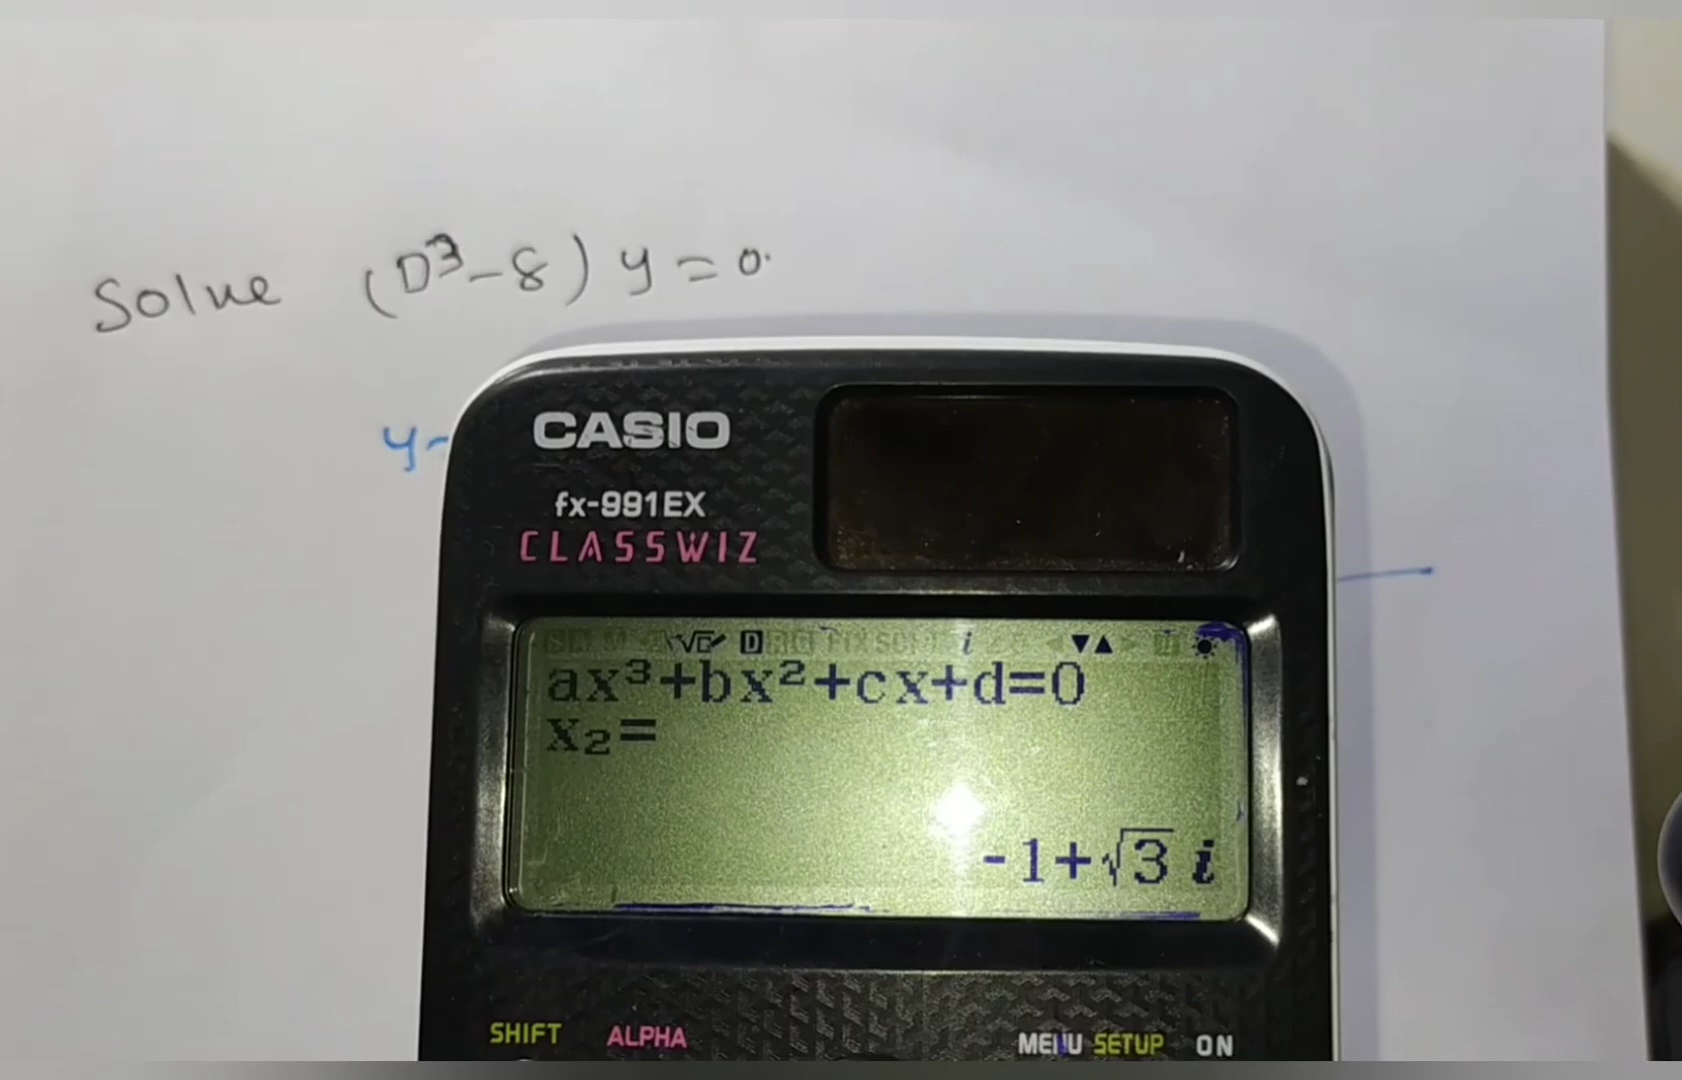 Solve (D³-8) y = 0.
y-
CASIO
fx-991EX
CLASSWIZ
ax³+bx²+cx+d=0
x₂=
-1+√3 i
SHIFT ALPHA MENU SETUP ON